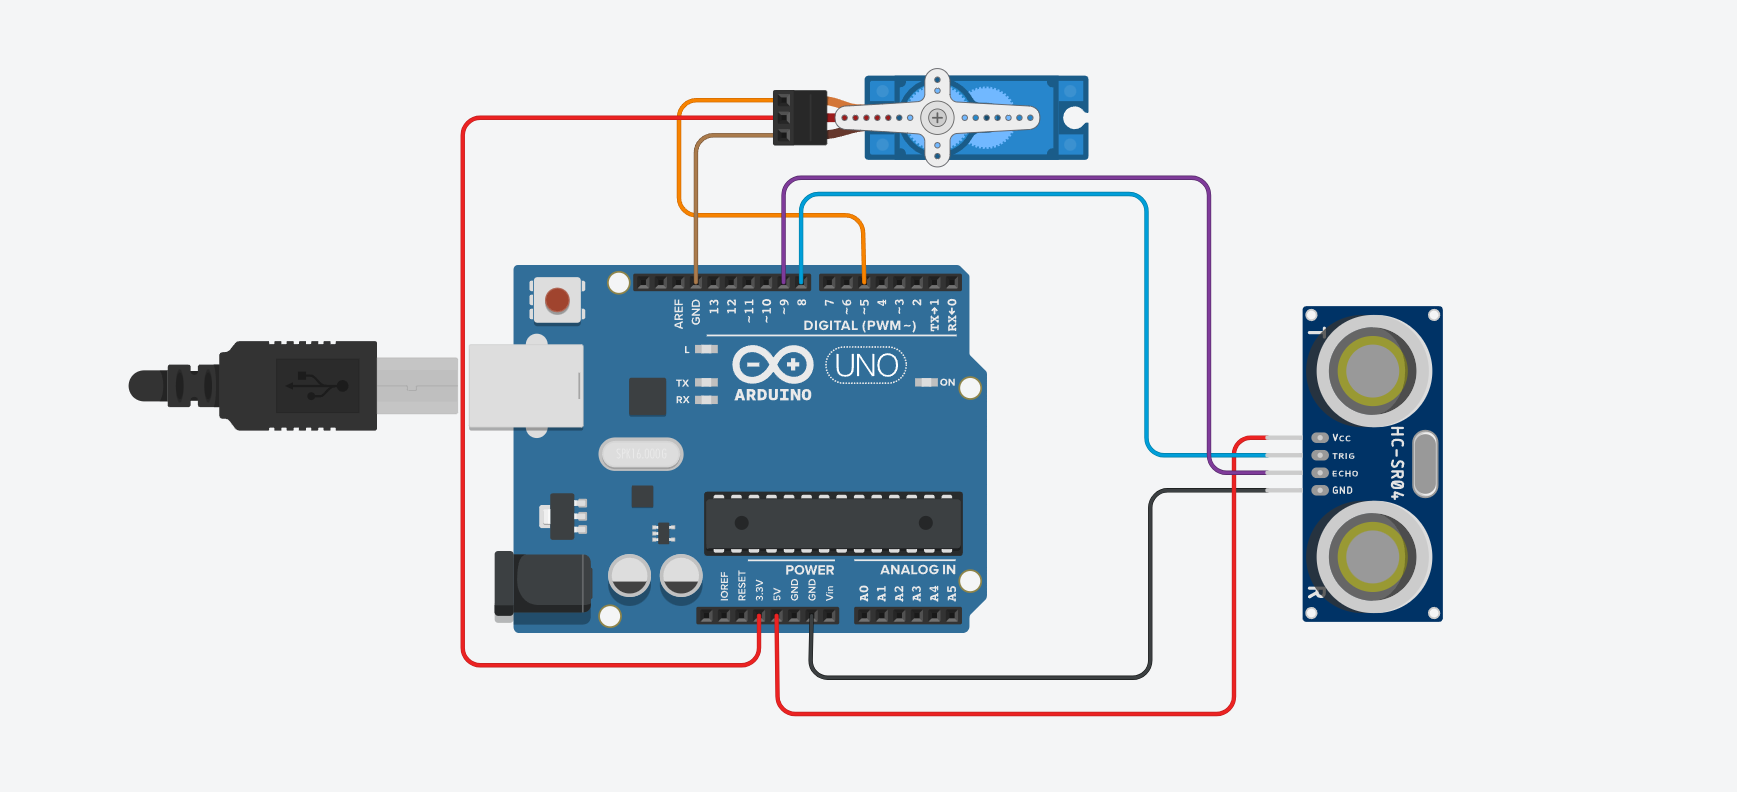 AREF
GND
13
12
~11
~10
~9
8
7
~6
~5
4
~3
2
TX→1
RX←0
DIGITAL (PWM~)
L
TX
RX
ARDUINO
UNO
ON
SPK16.000G
POWER
ANALOG IN
IOREF
RESET
3.3V
5V
GND
GND
Vin
A0
A1
A2
A3
A4
A5
T
VCC
TRIG
ECHO
GND
HC-SR04
R